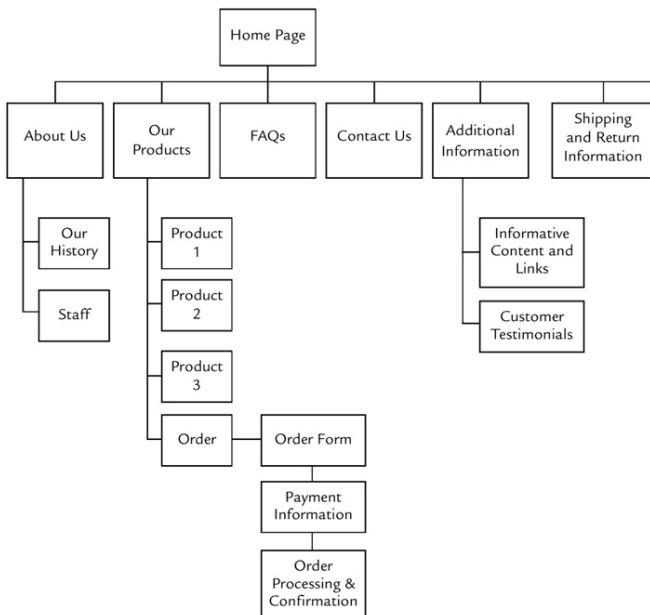 Home Page
About Us
Our
Products
FAQs
Contact Us
Additional
Information
Shipping
and Return
Information
Our
History
Staff
Product
1
Product
2
Product
3
Order
Order Form
Payment
Information
Order
Processing &
Confirmation
Informative
Content and
Links
Customer
Testimonials